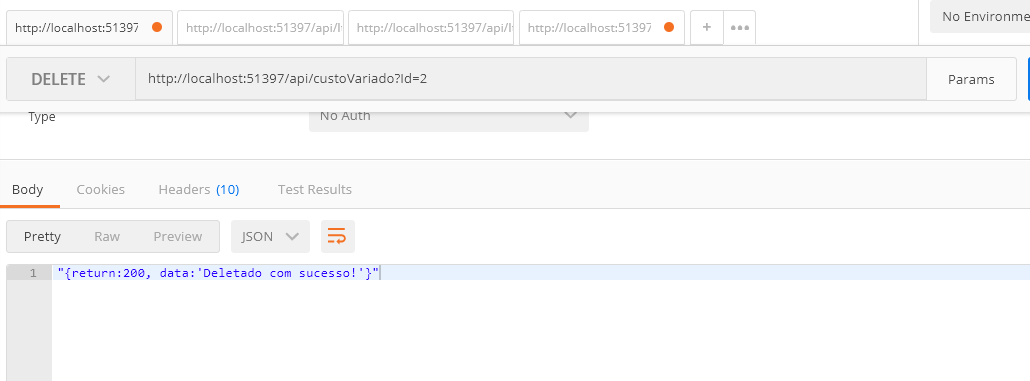 http://localhost:51397 http://localhost:51397/api/l http://localhost:51397/api/l http://localhost:51397 + ••• No Environme
DELETE http://localhost:51397/api/custoVariado?Id=2 Params
Type No Auth
Body Cookies Headers (10) Test Results
Pretty Raw Preview JSON
1 "{return:200, data:'Deletado com sucesso!'}"